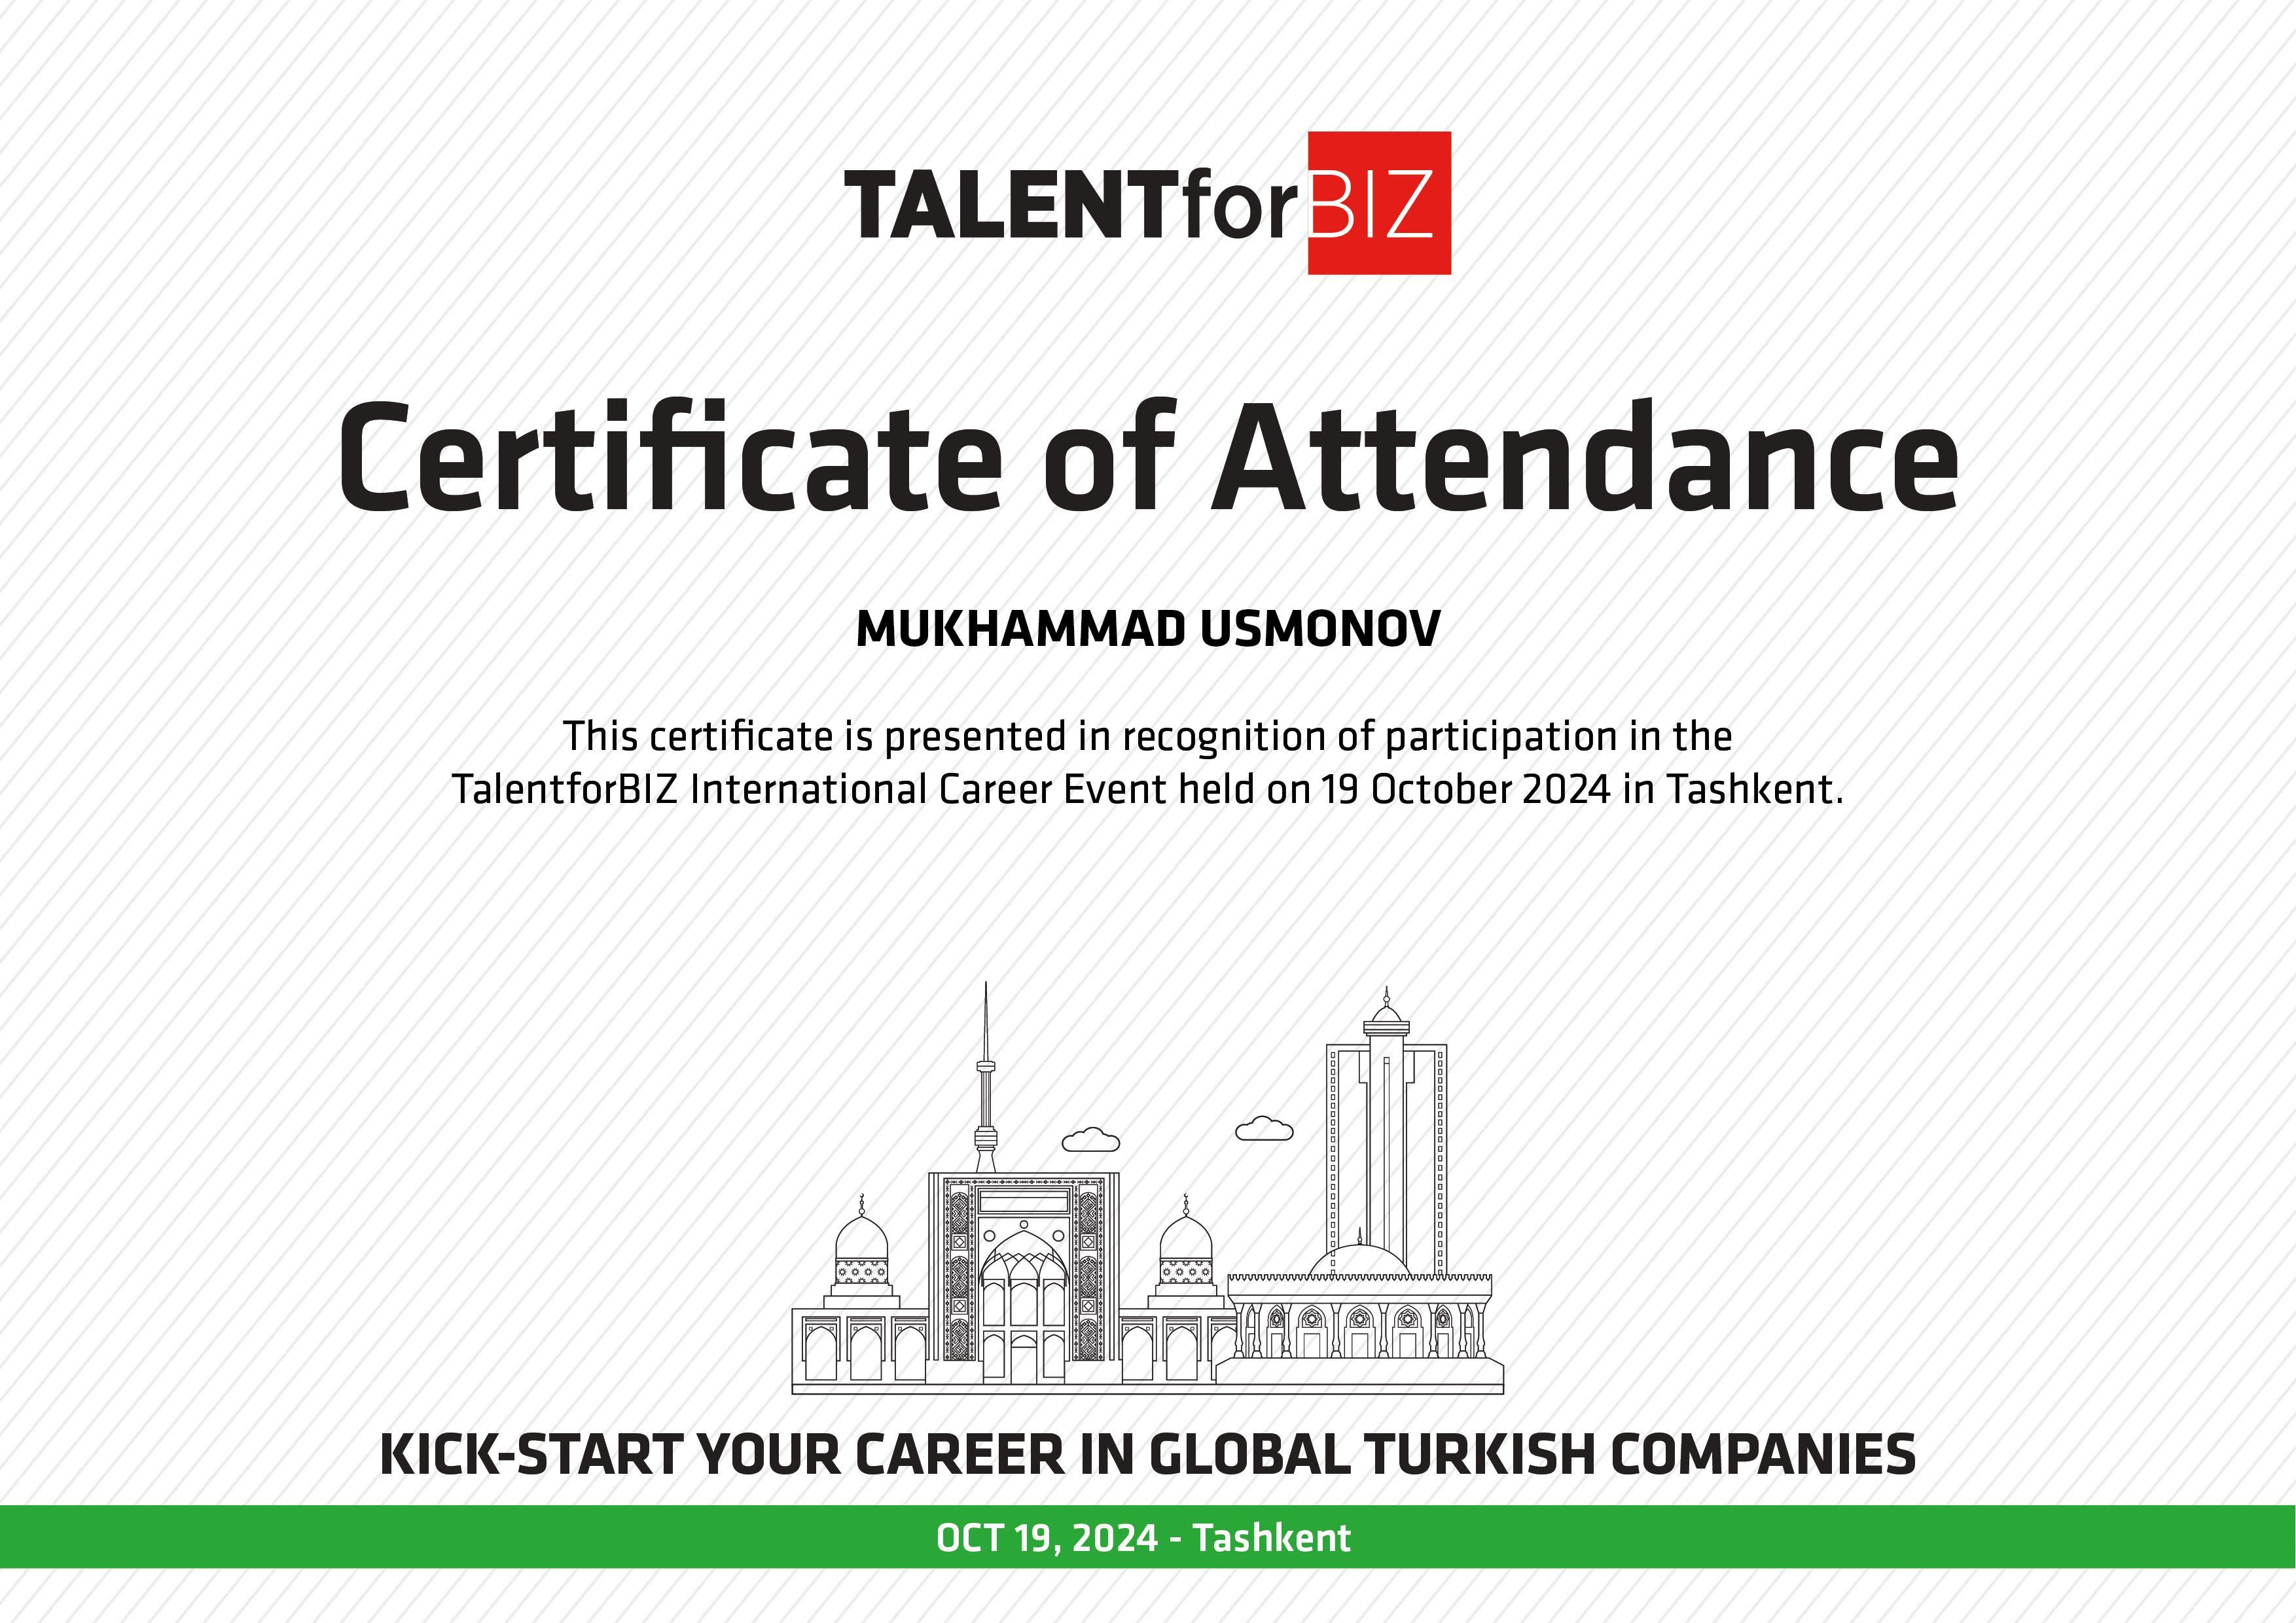 TALENTforBIZ
Certificate of Attendance
MUKHAMMAD USMONOV
This certificate is presented in recognition of participation in the
TalentforBIZ International Career Event held on 19 October 2024 in Tashkent.
KICK-START YOUR CAREER IN GLOBAL TURKISH COMPANIES
OCT 19, 2024 - Tashkent